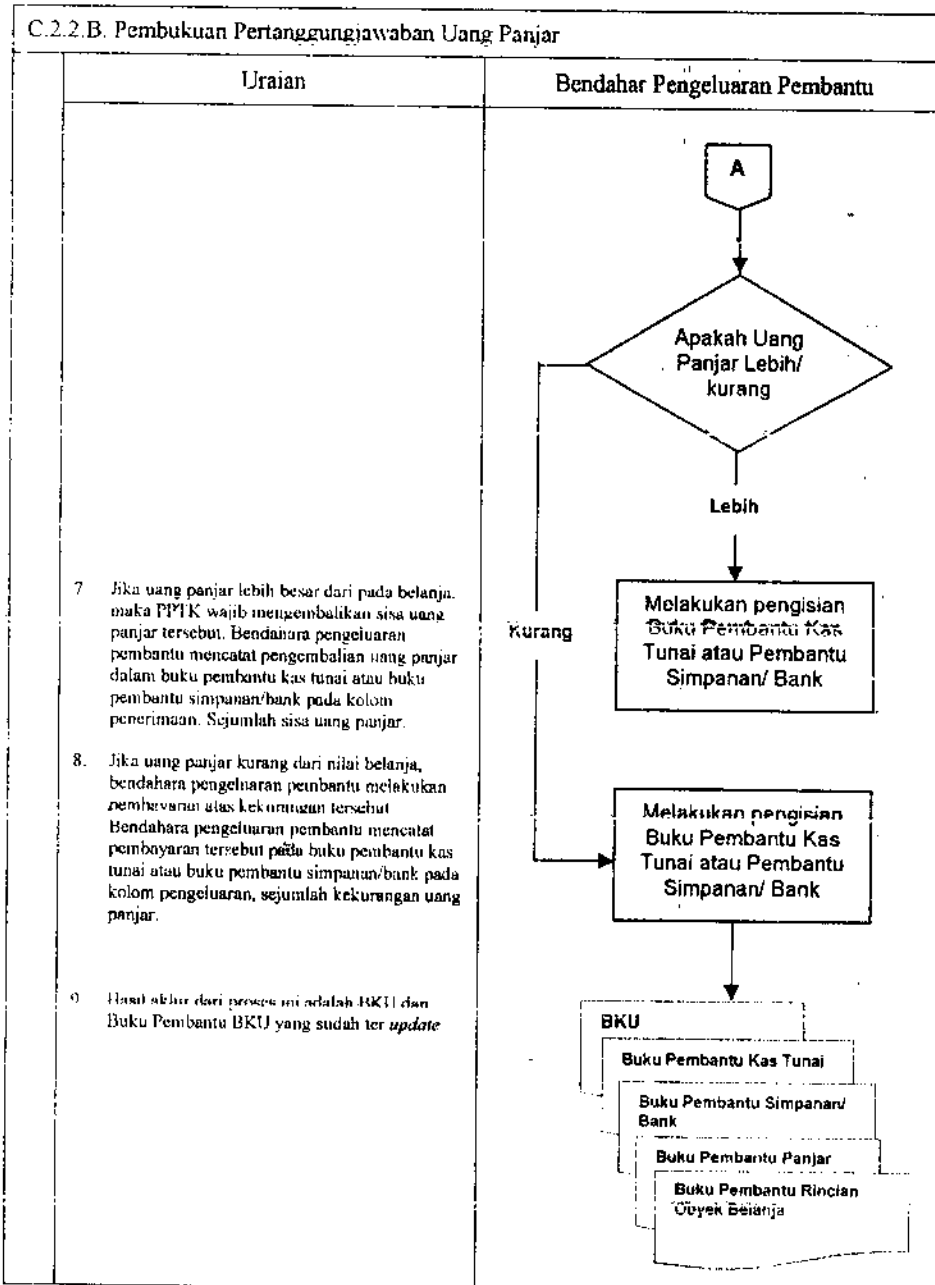 C.2.2.B. Pembukuan Pertanggungjawaban Uang Panjar
Uraian
Bendahar Pengeluaran Pembantu
A
Apakah Uang
Panjar Lebih/
kurang
Lebih
Kurang
7 Jika uang panjar lebih besar dari pada belanja.
maka PPTK wajib mengembalikan sisa uang
panjar tersebut. Bendahara pengeluaran
pembantu mencatat pengembalian uang panjar
dalam buku pembantu kas tunai atau buku
pembantu simpanan/bank pada kolom
penerimaan. Sejumlah sisa uang panjar.
Melakukan pengisian
Buku Pembantu Kas
Tunai atau Pembantu
Simpanan/ Bank
8. Jika uang panjar kurang dari nilai belanja,
bendahara pengeluaran pembantu melakukan
pembayaran atas kekurangan tersebut
Bendahara pengeluaran pembantu mencatat
pembayaran tersebut pada buku pembantu kas
tunai atau buku pembantu simpanan/bank pada
kolom pengeluaran, sejumlah kekurangan uang
panjar.
Melakukan pengisian
Buku Pembantu Kas
Tunai atau Pembantu
Simpanan/ Bank
9 Hasil akhir dari proses ini adalah BKU dan
Buku Pembantu BKU yang sudah ter update
BKU
Buku Pembantu Kas Tunai
Buku Pembantu Simpanan/
Bank
Buku Pembantu Panjar
Buku Pembantu Rincian
Obyek Belanja